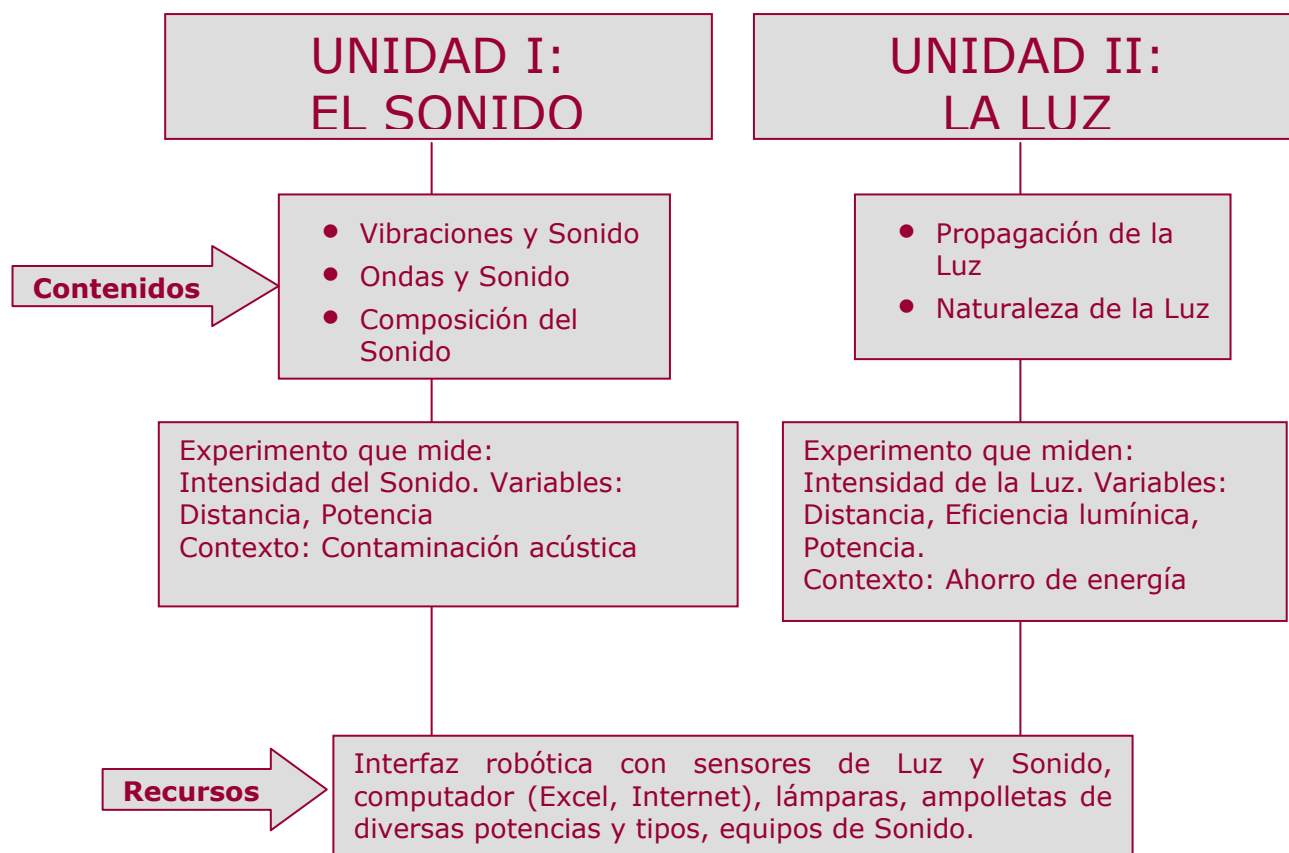 UNIDAD I:
EL SONIDO
UNIDAD II:
LA LUZ
Contenidos
• Vibraciones y Sonido
• Ondas y Sonido
• Composición del
Sonido
• Propagación de la
Luz
• Naturaleza de la Luz
Experimento que mide:
Intensidad del Sonido. Variables:
Distancia, Potencia
Contexto: Contaminación acústica
Experimento que miden:
Intensidad de la Luz. Variables:
Distancia, Eficiencia lumínica,
Potencia.
Contexto: Ahorro de energía
Recursos
Interfaz robótica con sensores de Luz y Sonido,
computador (Excel, Internet), lámparas, ampolletas de
diversas potencias y tipos, equipos de Sonido.